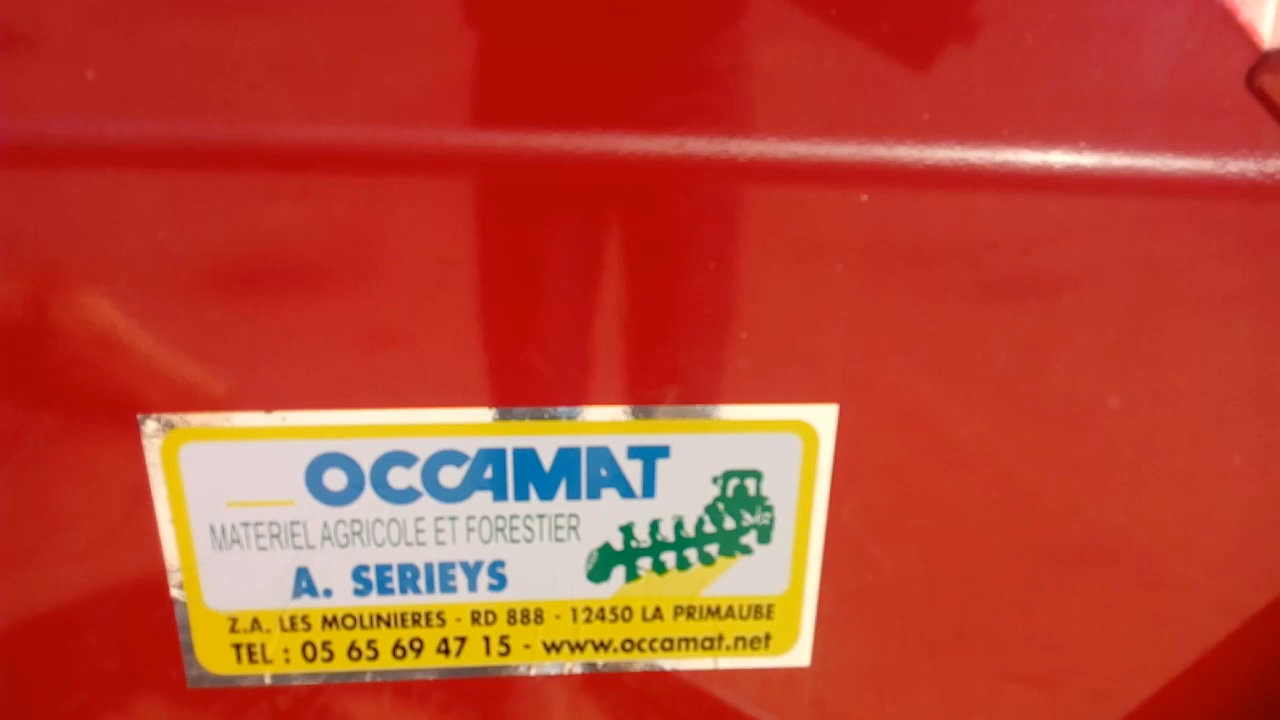 OCCAMAT
MATERIEL AGRICOLE ET FORESTIER
A. SERIEYS
Z.A. LES MOLINIERES - RD 888 - 12450 LA PRIMAUBE
TEL : 05 65 69 47 15 - www.occamat.net